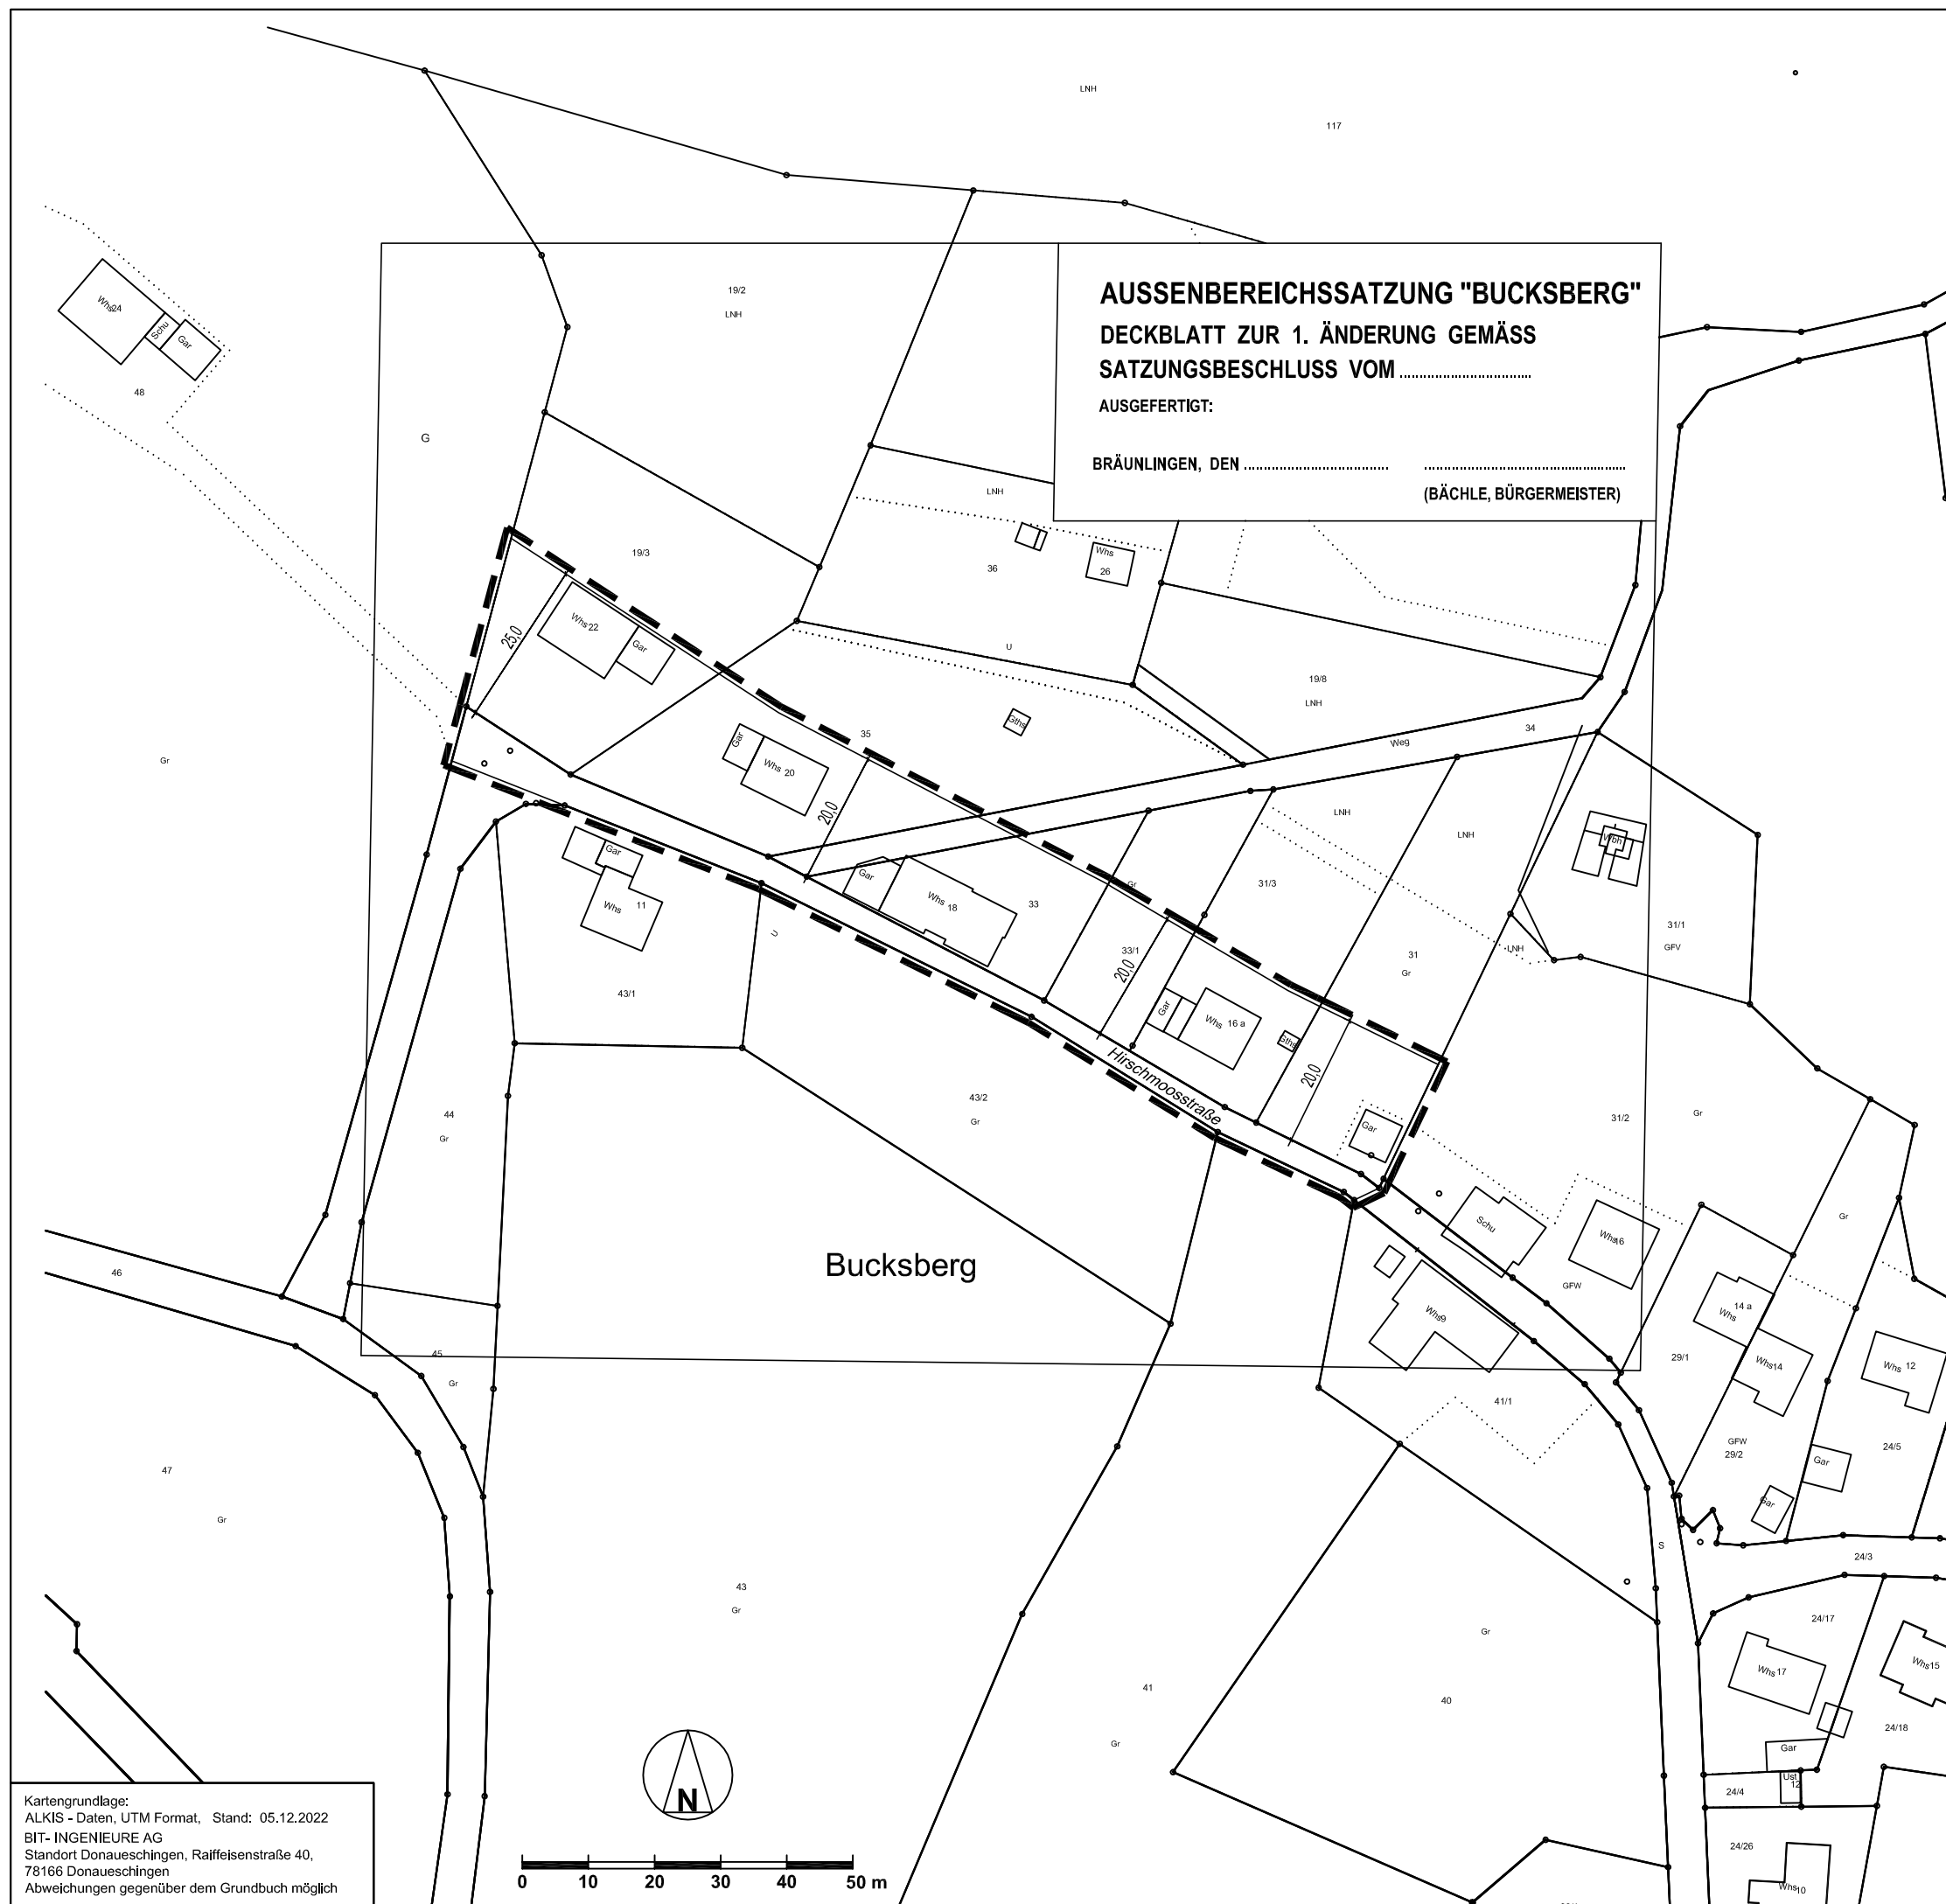 LNH
117
19/2
LNH
AUSSENBEREICHSSATZUNG "BUCKSBERG"
DECKBLATT ZUR 1. ÄNDERUNG GEMÄSS
SATZUNGSBESCHLUSS VOM
AUSGEFERTIGT:
BRÄUNLINGEN, DEN
(BÄCHLE, BÜRGERMEISTER)
Whs 24
Schu
Gar
48
G
LNH
19/3
36
Whs
26
25,0
Whs 22
Gar
U
19/8
LNH
Gths
34
Weg
35
Gr
Gar
Whs 20
20,0
LNH
LNH
Wbh
Gar
Whs 11
Gar
Whs 18
33
Gr
31/3
31/1
GFV
U
33/1
20,0
31
Gr
LNH
43/1
Gar
Whs 16 a
Gths
Hirschmoosstraße
20,0
43/2
Gr
44
Gr
Gar
31/2
Gr
Schu
Whs 16
Gr
Bucksberg
46
GFW
Whs 9
14 a
Whs
45
Gr
29/1
Whs 14
Whs 12
41/1
GFW
29/2
24/5
Gar
Gar
47
Gr
S
24/3
43
Gr
24/17
Gr
Whs 17
Whs 15
41
40
24/18
Gr
Gar
Ust
12
24/4
24/26
Whs 10
N
0 10 20 30 40 50 m
Kartengrundlage:
ALKIS - Daten, UTM Format, Stand: 05.12.2022
BIT- INGENIEURE AG
Standort Donaueschingen, Raiffeisenstraße 40,
78166 Donaueschingen
Abweichungen gegenüber dem Grundbuch möglich